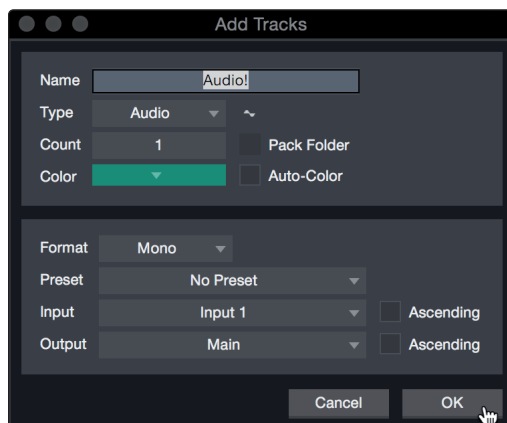 Add Tracks
Name Audio!
Type Audio
Count 1 Pack Folder
Color Auto-Color
Format Mono
Preset No Preset
Input Input 1 Ascending
Output Main Ascending
Cancel OK